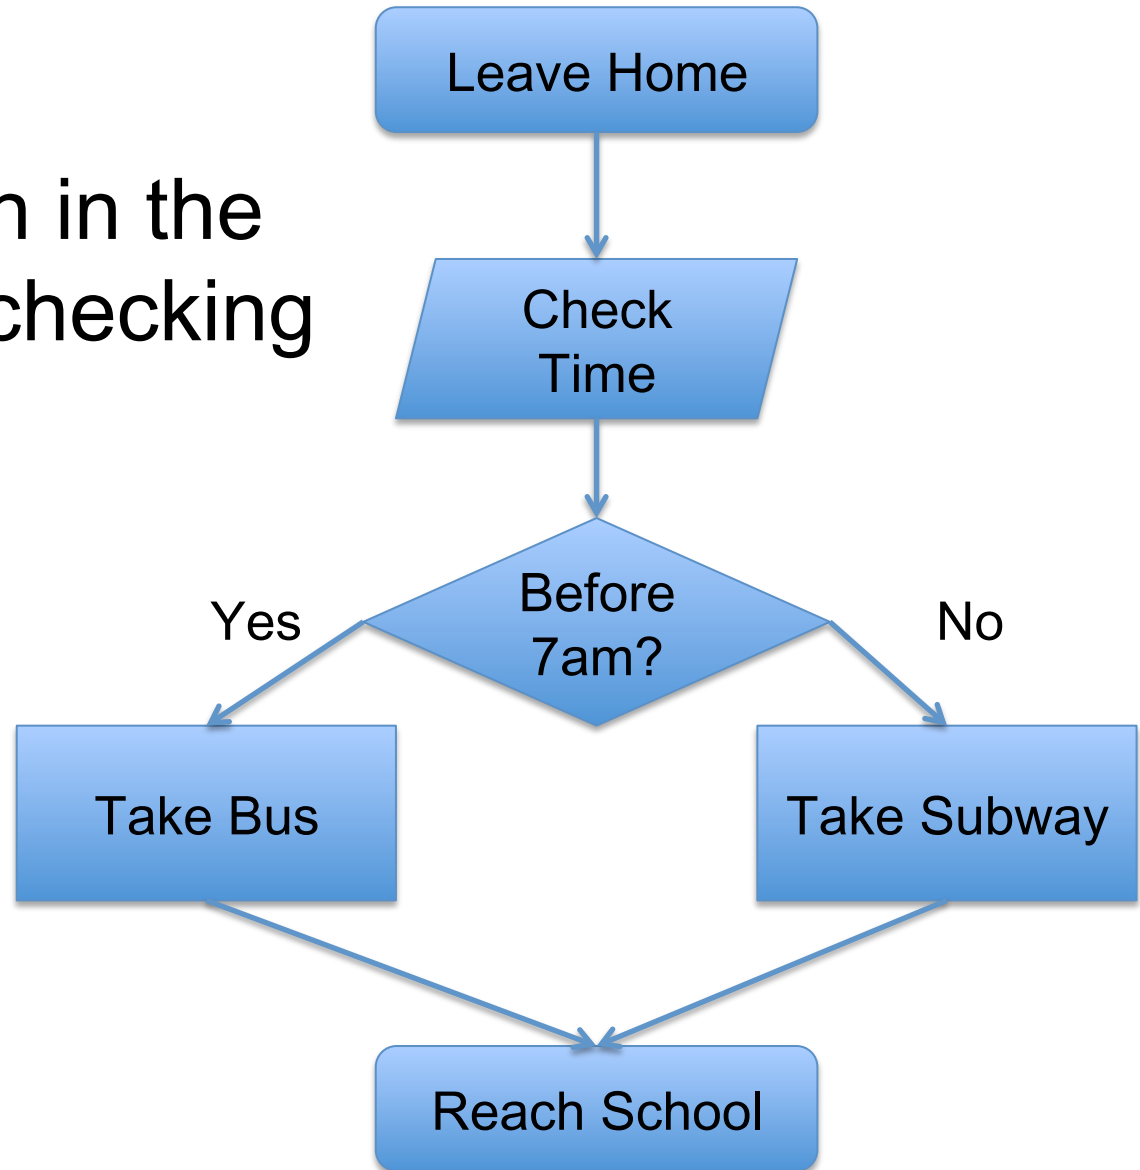 Leave Home
n in the
checking
Check
Time
Before
7am?
Yes
No
Take Bus
Take Subway
Reach School